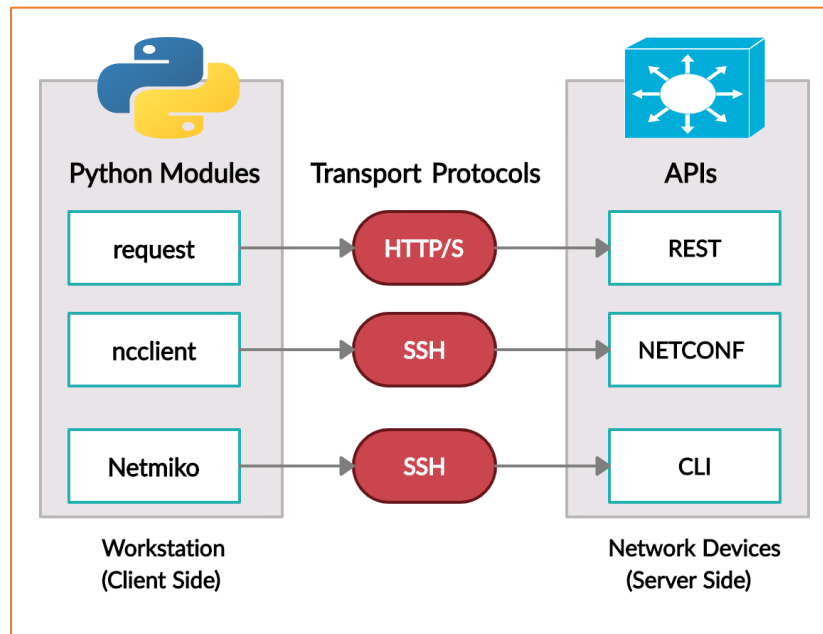 Python Modules
Transport Protocols
APIs
request
HTTP/S
REST
ncclient
SSH
NETCONF
Netmiko
SSH
CLI
Workstation
(Client Side)
Network Devices
(Server Side)